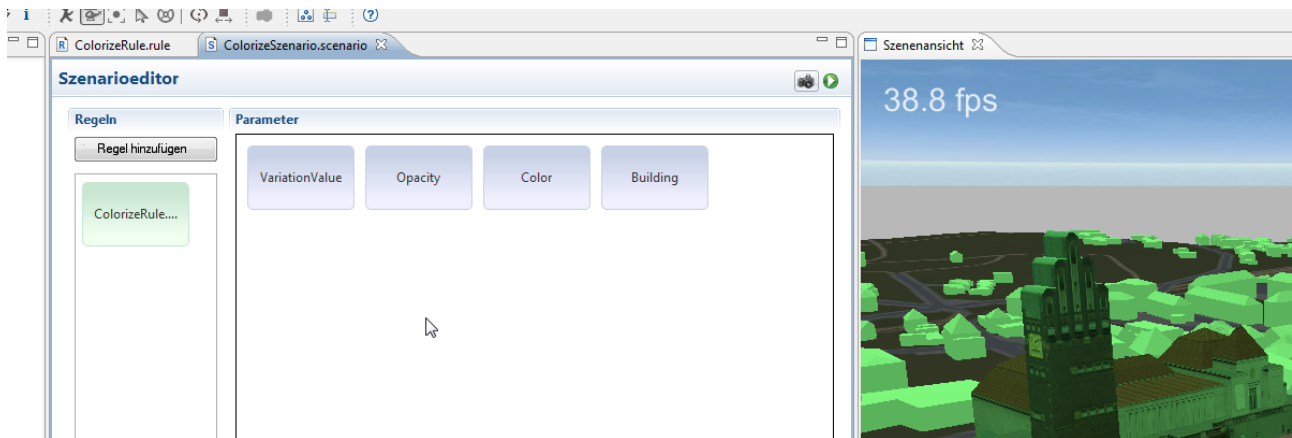 ColorizeRule.rule
ColorizeSzenario.scenario
Szenenansicht
Szenarioeditor
38.8 fps
Regeln
Parameter
Regel hinzufügen
VariationValue
Opacity
Color
Building
ColorizeRule....